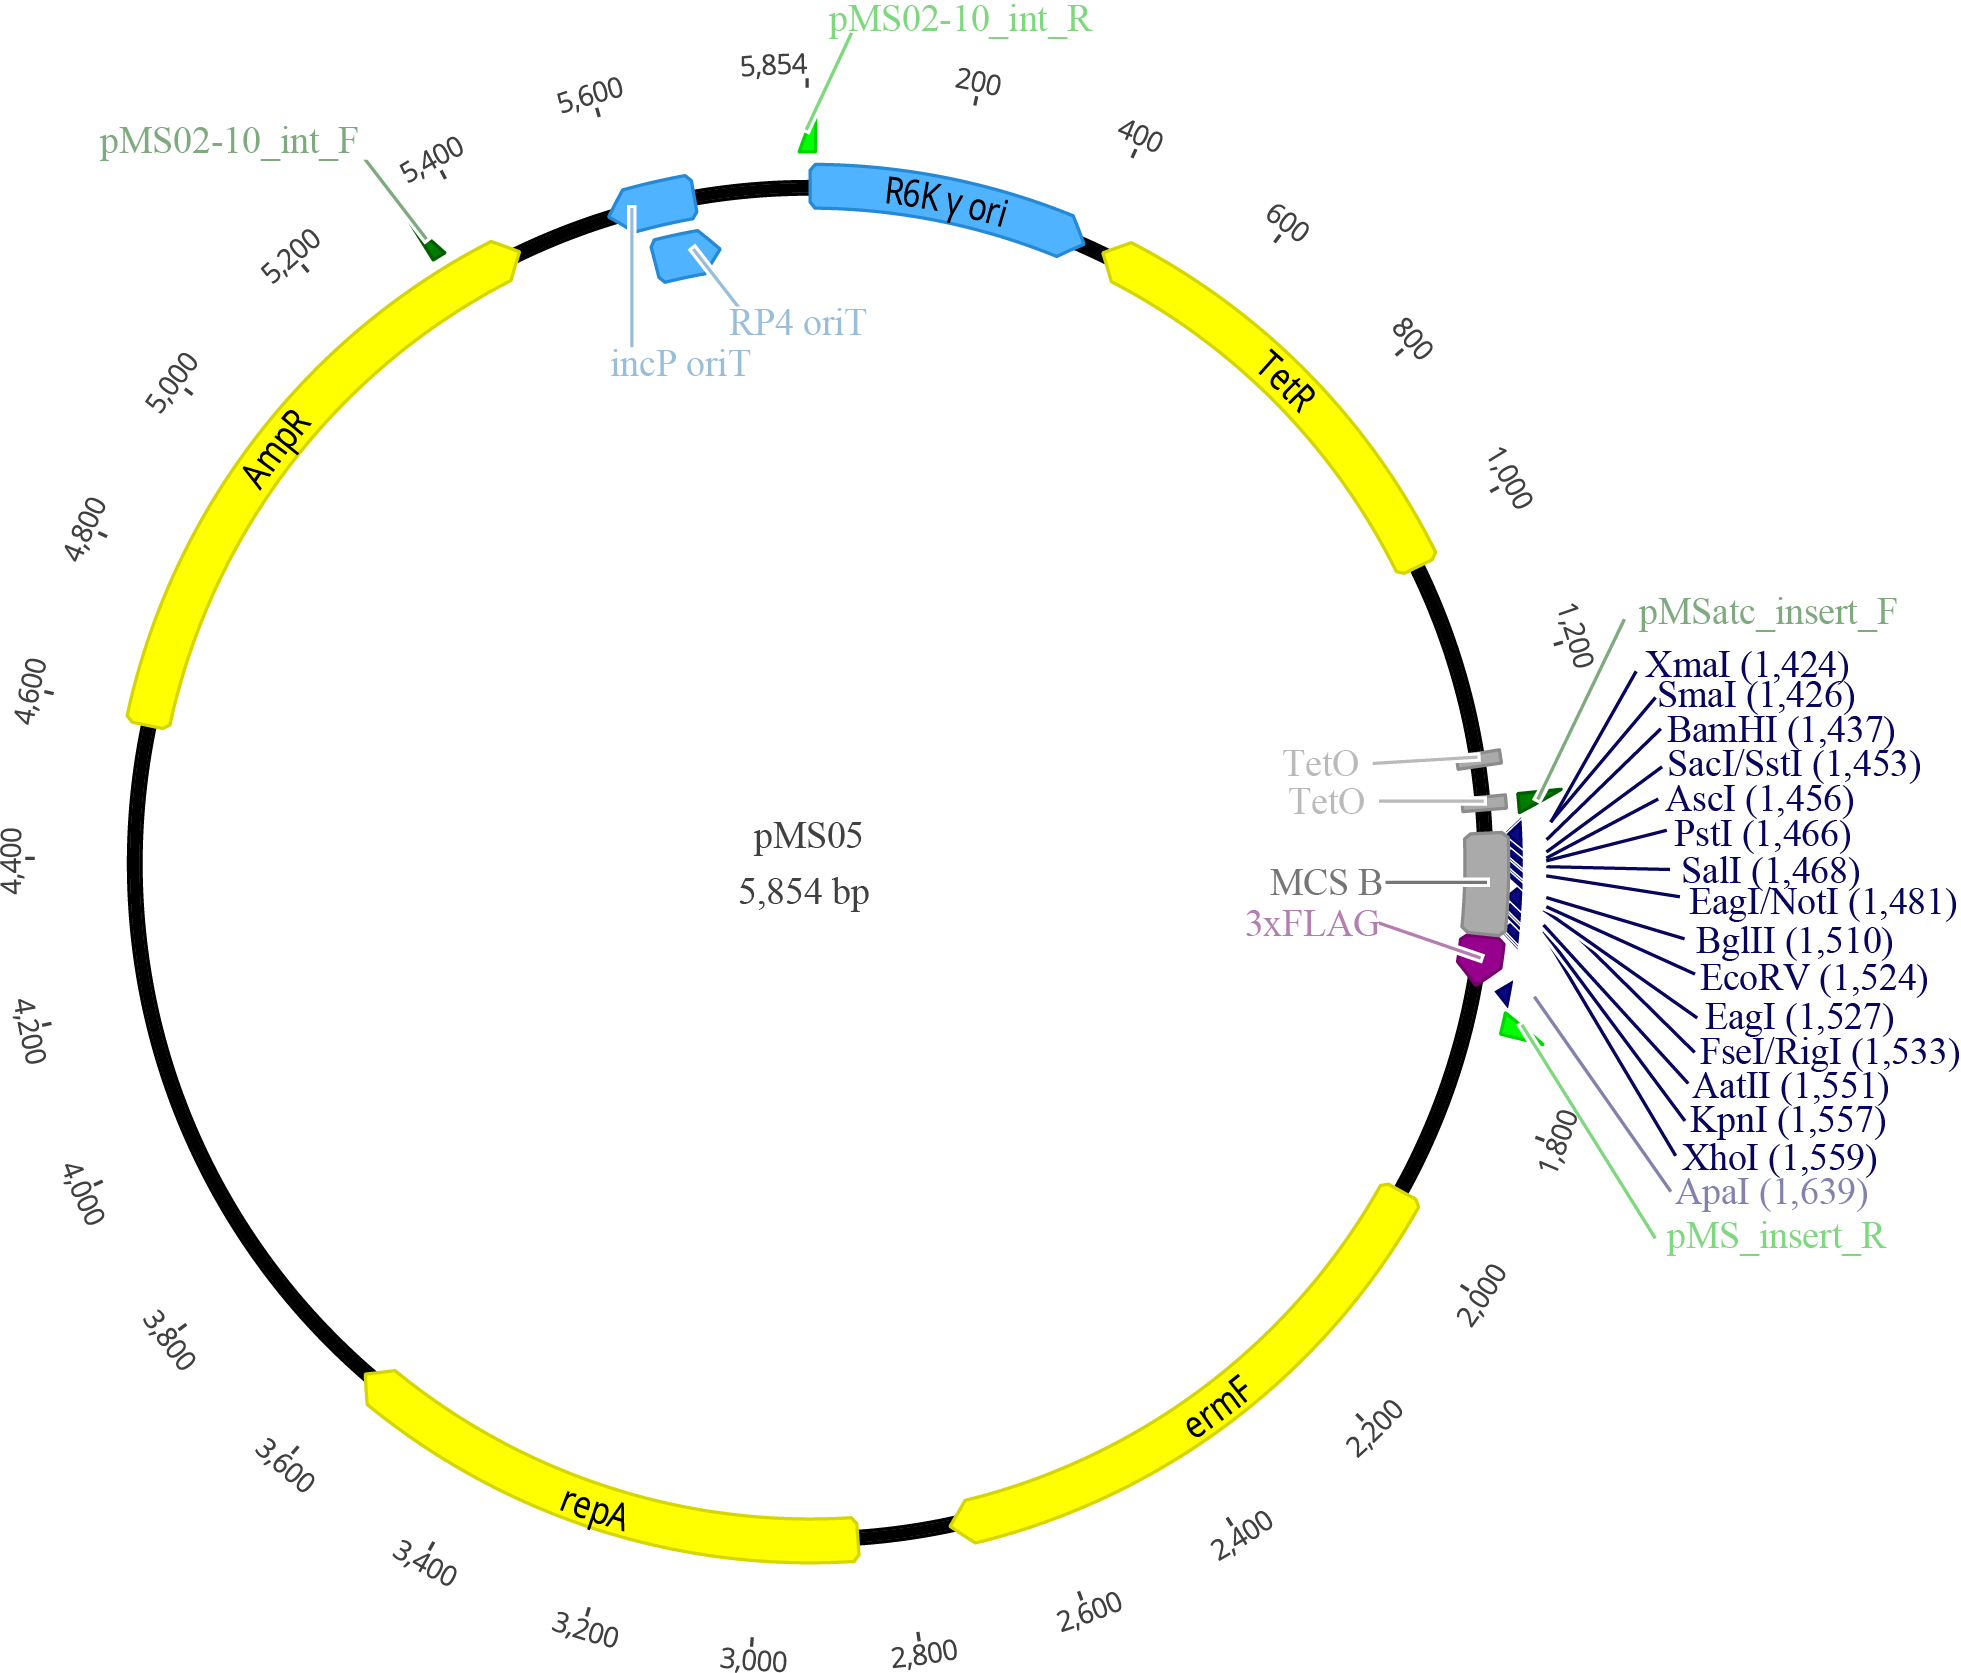 pMS02-10_int_R
5,854
200
400
600
800
1,000
1,200
5,600
5,400
5,200
5,000
4,800
4,600
4,400
4,200
4,000
3,800
3,600
3,400
3,200
3,000
2,800
2,600
2,400
2,200
2,000
1,800
pMS02-10_int_F
R6K γ ori
RP4 oriT
incP oriT
TetR
AmpR
pMSatc_insert_F
XmaI (1,424)
SmaI (1,426)
BamHI (1,437)
SacI/SstI (1,453)
AscI (1,456)
PstI (1,466)
SalI (1,468)
EagI/NotI (1,481)
BglII (1,510)
EcoRV (1,524)
EagI (1,527)
FseI/RigI (1,533)
AatII (1,551)
KpnI (1,557)
XhoI (1,559)
ApaI (1,639)
pMS_insert_R
TetO
TetO
MCS B
3xFLAG
pMS05
5,854 bp
ermF
repA